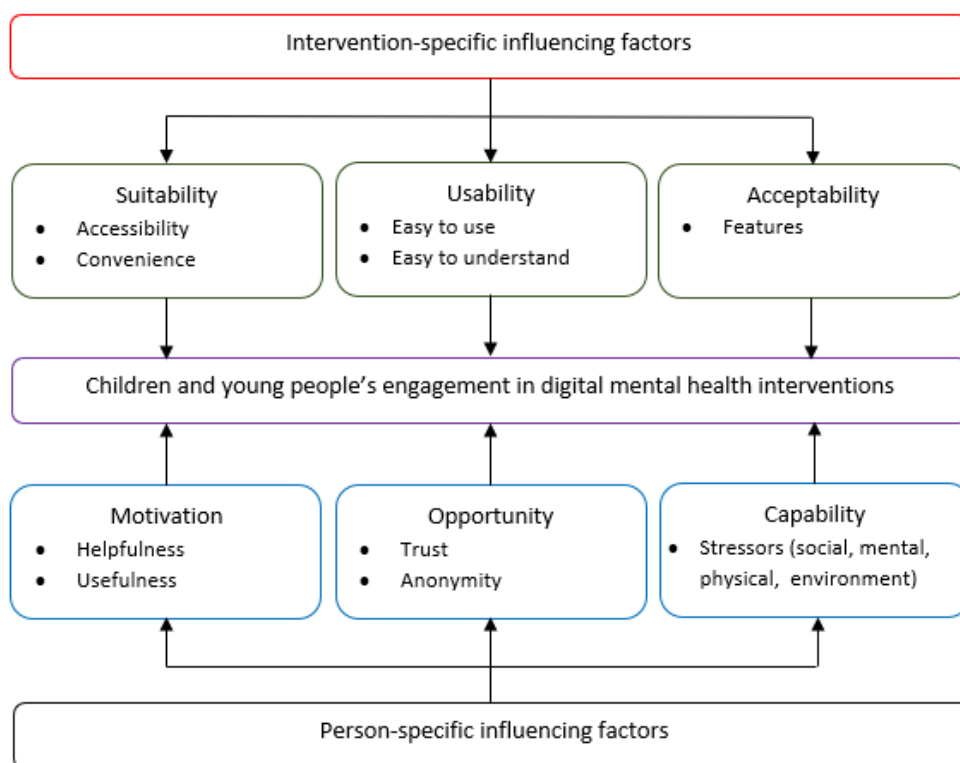 Intervention-specific influencing factors
Suitability
• Accessibility
• Convenience
Usability
• Easy to use
• Easy to understand
Acceptability
• Features
Children and young people’s engagement in digital mental health interventions
Motivation
• Helpfulness
• Usefulness
Opportunity
• Trust
• Anonymity
Capability
• Stressors (social, mental,
physical, environment)
Person-specific influencing factors